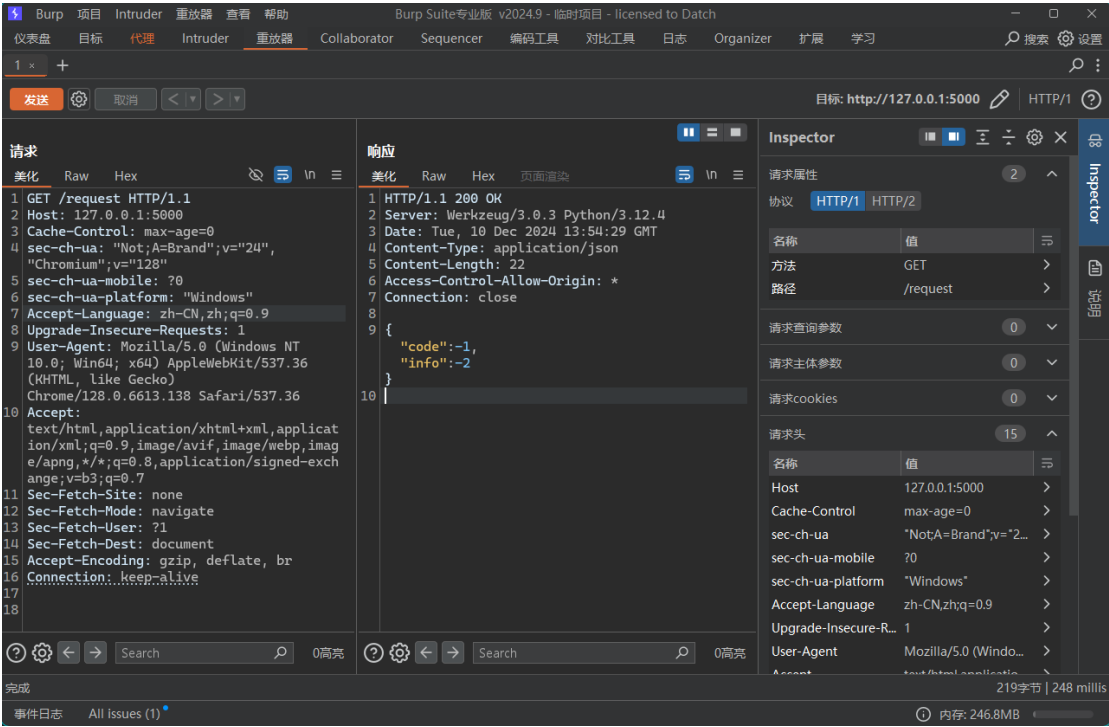 Burp 项目 Intruder 重放器 查看 帮助 Burp Suite专业版 v2024.9 - 临时项目 - licensed to Datch
仪表盘 目标 代理 Intruder 重放器 Collaborator Sequencer 编码工具 对比工具 日志 Organizer 扩展 学习 搜索 设置
1 × +
发送 取消 < > 目标: http://127.0.0.1:5000 HTTP/1
请求
美化 Raw Hex \n
1 GET /request HTTP/1.1
2 Host: 127.0.0.1:5000
3 Cache-Control: max-age=0
4 sec-ch-ua: "Not;A=Brand";v="24",
"Chromium";v="128"
5 sec-ch-ua-mobile: ?0
6 sec-ch-ua-platform: "Windows"
7 Accept-Language: zh-CN,zh;q=0.9
8 Upgrade-Insecure-Requests: 1
9 User-Agent: Mozilla/5.0 (Windows NT
10.0; Win64; x64) AppleWebKit/537.36
(KHTML, like Gecko)
Chrome/128.0.6613.138 Safari/537.36
10 Accept:
text/html,application/xhtml+xml,applicat
ion/xml;q=0.9,image/avif,image/webp,imag
e/apng,*/*;q=0.8,application/signed-exch
ange;v=b3;q=0.7
11 Sec-Fetch-Site: none
12 Sec-Fetch-Mode: navigate
13 Sec-Fetch-User: ?1
14 Sec-Fetch-Dest: document
15 Accept-Encoding: gzip, deflate, br
16 Connection: keep-alive
17
18
Search 0高亮
响应
美化 Raw Hex 页面渲染 \n
1 HTTP/1.1 200 OK
2 Server: Werkzeug/3.0.3 Python/3.12.4
3 Date: Tue, 10 Dec 2024 13:54:29 GMT
4 Content-Type: application/json
5 Content-Length: 22
6 Access-Control-Allow-Origin: *
7 Connection: close
8
9 {
"code":-1,
"info":-2
}
10
Search 0高亮
Inspector
请求属性 2
协议 HTTP/1 HTTP/2
名称 值
方法 GET
路径 /request
请求查询参数 0
请求主体参数 0
请求cookies 0
请求头 15
名称 值
Host 127.0.0.1:5000
Cache-Control max-age=0
sec-ch-ua "Not;A=Brand";v="2...
sec-ch-ua-mobile ?0
sec-ch-ua-platform "Windows"
Accept-Language zh-CN,zh;q=0.9
Upgrade-Insecure-R... 1
User-Agent Mozilla/5.0 (Windo...
Accept text/html,applicatio...
Inspector
说明
完成 219字节 | 248 millis
事件日志 All issues (1) 内存: 246.8MB